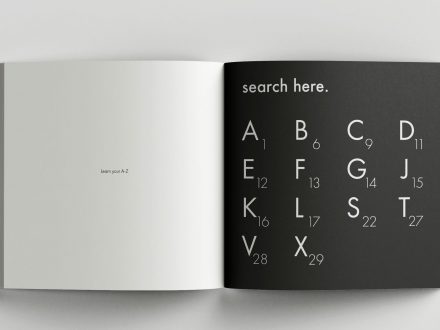 learn your A-Z
search here.
A1 B6 C9 D11
E12 F13 G14 J15
K16 L17 S22 T27
V28 X29